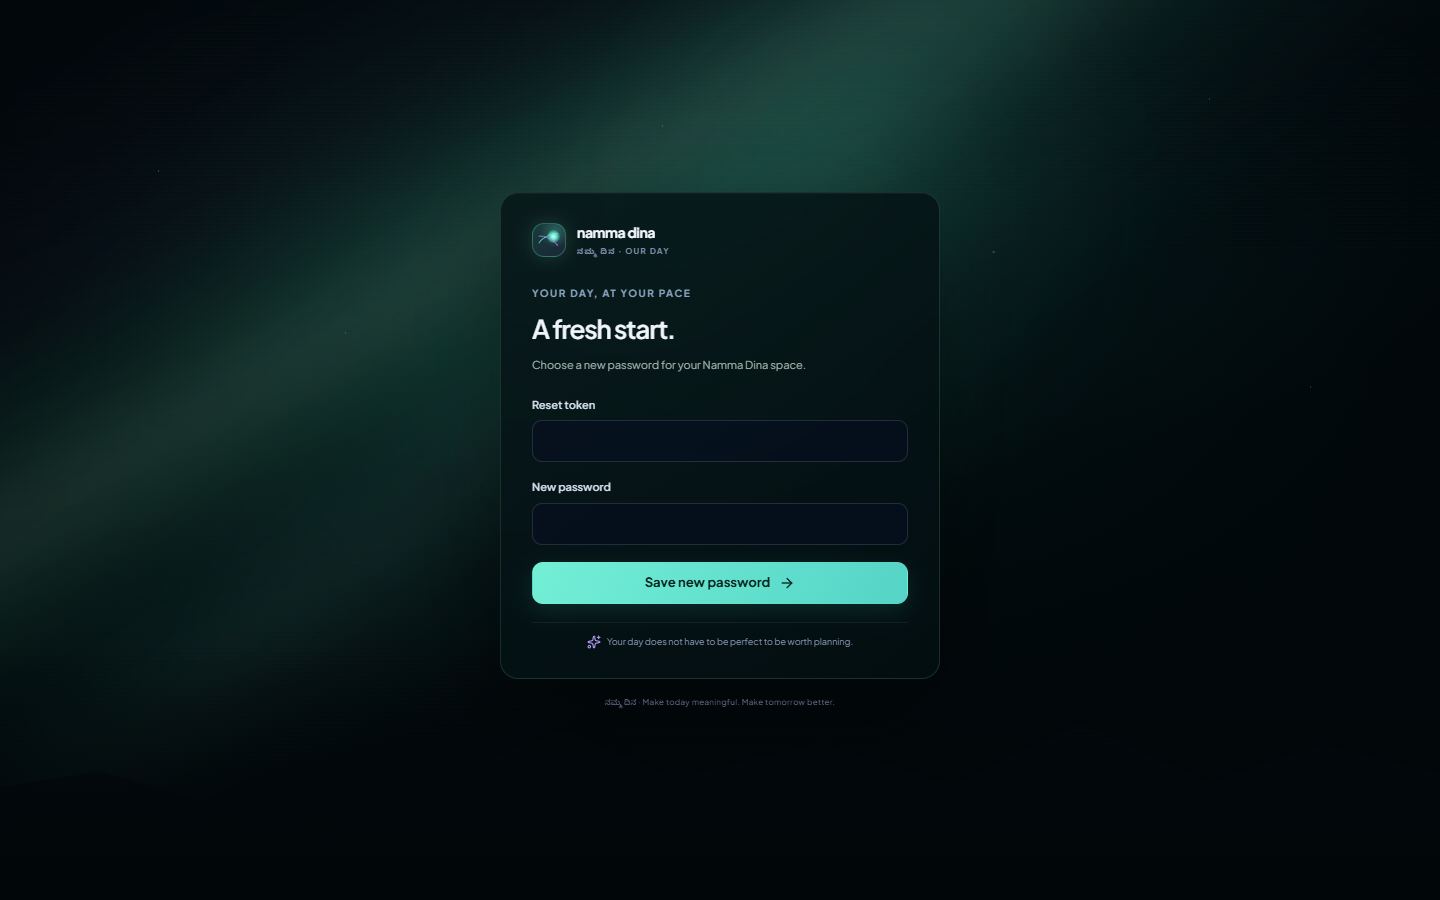 namma dina
ನಮ್ಮ ದಿನ · OUR DAY
YOUR DAY, AT YOUR PACE
A fresh start.
Choose a new password for your Namma Dina space.
Reset token
New password
Save new password →
Your day does not have to be perfect to be worth planning.
ನಮ್ಮ ದಿನ · Make today meaningful. Make tomorrow better.